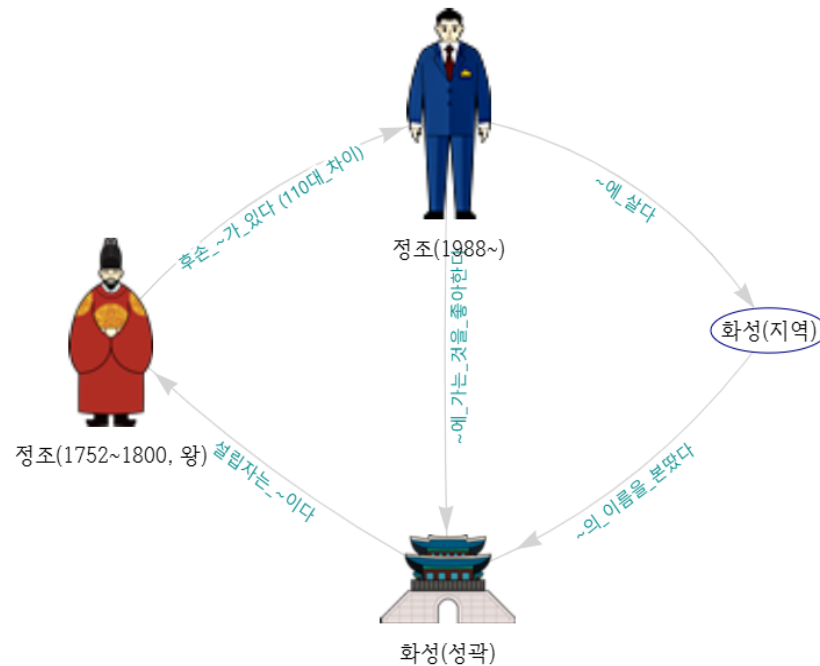 후손_~가_있다 (110대_차이)
~에_살다
정조(1988~)
~에_가는_것을_좋아한다
화성(지역)
정조(1752~1800, 왕)
설립자는_~이다
~의_이름을_본땄다
화성(성곽)